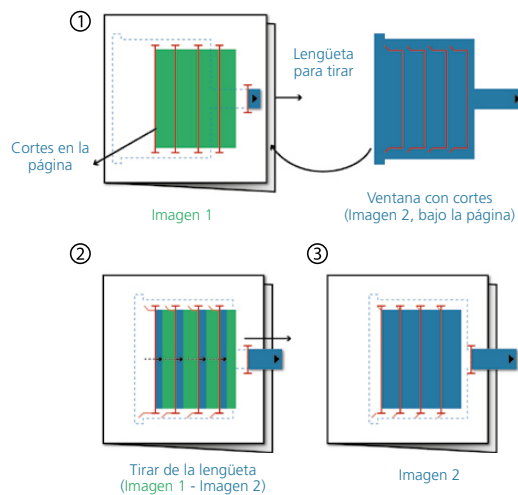 1
Lengüeta
para tirar
Cortes en la
página
Imagen 1
Ventana con cortes
(Imagen 2, bajo la página)
2
3
Tirar de la lengüeta
(Imagen 1 - Imagen 2)
Imagen 2